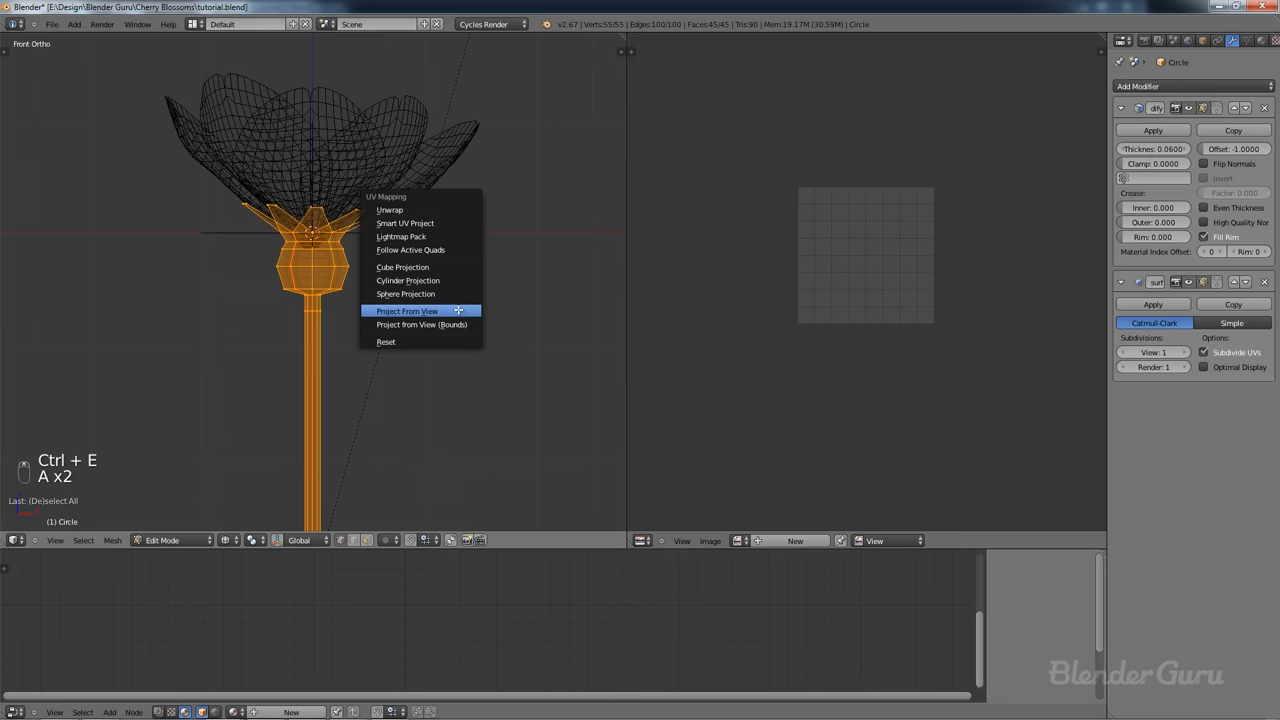 Blender* [E:\Design\Blender Guru\Cherry Blossoms\tutorial.blend]
File Add Render Window Help Default Scene Cycles Render v2.67 | Verts:55/55 | Edges:100/100 | Faces:45/45 | Tris:90 | Mem:19.17M (30.59M) | Circle
Front Ortho
Circle
Add Modifier
dify
Apply Copy
Thicknes: 0.0600 Offset: -1.0000
Clamp: 0.0000 Flip Normals
Invert
Crease: Factor: 0.000
Inner: 0.000 Even Thickness
Outer: 0.000 High Quality Nor
Rim: 0.000 Fill Rim
Material Index Offset: 0 Rim: 0
surf
Apply Copy
Catmull-Clark Simple
Subdivisions: Options:
View: 1 Subdivide UVs
Render: 1 Optimal Display
UV Mapping
Unwrap
Smart UV Project
Lightmap Pack
Follow Active Quads
Cube Projection
Cylinder Projection
Sphere Projection
Project From View
Project from View (Bounds)
Reset
Ctrl + E
A x2
Last: (De)select All
(1) Circle
View Select Mesh Edit Mode Global
View Image New View
BlenderGuru
View Select Add Node New